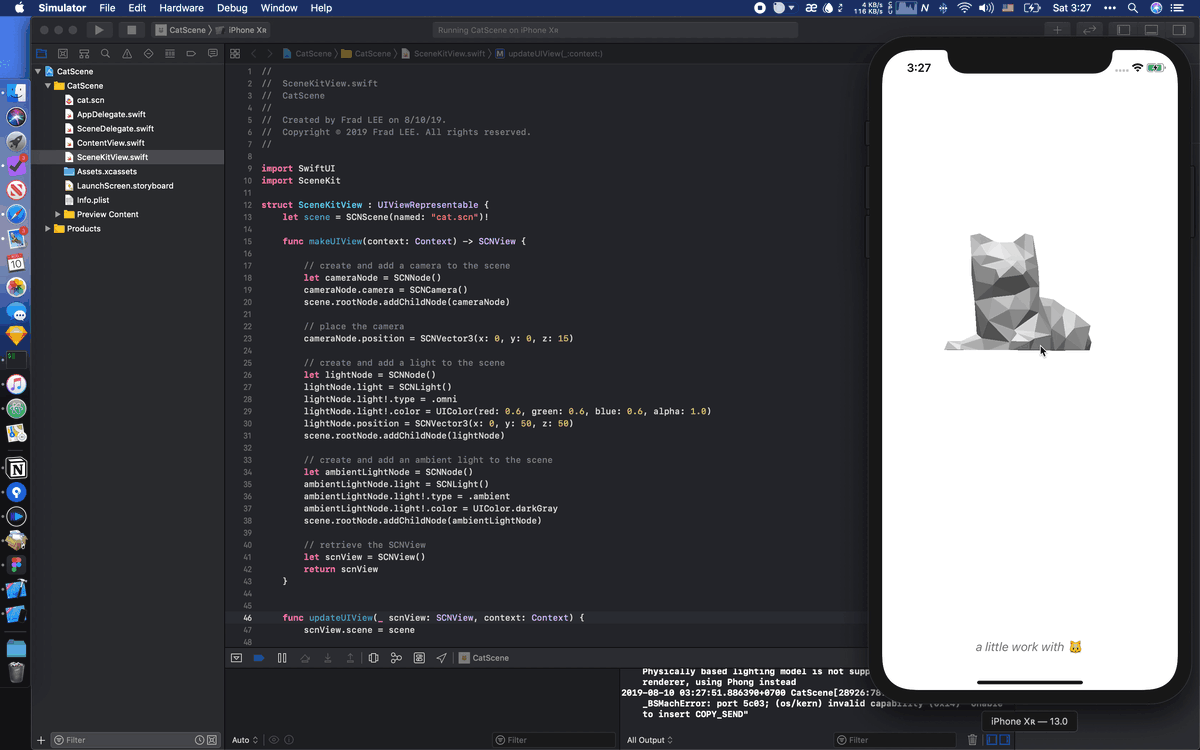 Simulator File Edit Hardware Debug Window Help
4 KB/s
116 KB/s
Sat 3:27
CatScene iPhone XR
Running CatScene on iPhone XR
CatScene CatScene SceneKitView.swift M updateUIView(_:context:)
CatScene
CatScene
cat.scn
AppDelegate.swift
SceneDelegate.swift
ContentView.swift
SceneKitView.swift
Assets.xcassets
LaunchScreen.storyboard
Info.plist
Preview Content
Products
1 //
2 // SceneKitView.swift
3 // CatScene
4 //
5 // Created by Frad LEE on 8/10/19.
6 // Copyright © 2019 Frad LEE. All rights reserved.
7 //
8
9 import SwiftUI
10 import SceneKit
11
12 struct SceneKitView : UIViewRepresentable {
13 let scene = SCNScene(named: "cat.scn")!
14
15 func makeUIView(context: Context) -> SCNView {
16
17 // create and add a camera to the scene
18 let cameraNode = SCNNode()
19 cameraNode.camera = SCNCamera()
20 scene.rootNode.addChildNode(cameraNode)
21
22 // place the camera
23 cameraNode.position = SCNVector3(x: 0, y: 0, z: 15)
24
25 // create and add a light to the scene
26 let lightNode = SCNNode()
27 lightNode.light = SCNLight()
28 lightNode.light!.type = .omni
29 lightNode.light!.color = UIColor(red: 0.6, green: 0.6, blue: 0.6, alpha: 1.0)
30 lightNode.position = SCNVector3(x: 0, y: 50, z: 50)
31 scene.rootNode.addChildNode(lightNode)
32
33 // create and add an ambient light to the scene
34 let ambientLightNode = SCNNode()
35 ambientLightNode.light = SCNLight()
36 ambientLightNode.light!.type = .ambient
37 ambientLightNode.light!.color = UIColor.darkGray
38 scene.rootNode.addChildNode(ambientLightNode)
39
40 // retrieve the SCNView
41 let scnView = SCNView()
42 return scnView
43 }
44
45
46 func updateUIView(_ scnView: SCNView, context: Context) {
47 scnView.scene = scene
48
CatScene
Physically based lighting model is not supp
renderer, using Phong instead
2019-08-10 03:27:51.886390+0700 CatScene[28926:78
_BSMachError: port 5c03; (os/kern) invalid capability
to insert COPY_SEND"
Filter
Auto
Filter
All Output
Filter
3:27
a little work with 🐱
iPhone XR — 13.0
10